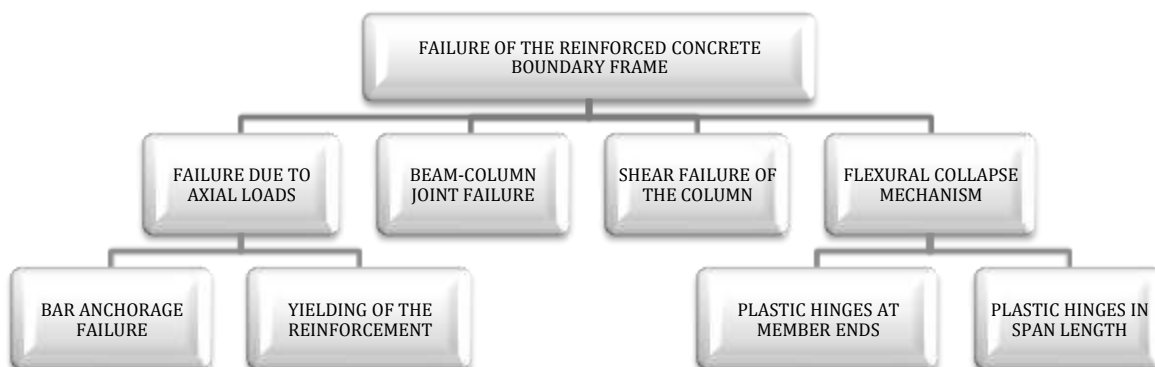 FAILURE OF THE REINFORCED CONCRETE
BOUNDARY FRAME
FAILURE DUE TO
AXIAL LOADS
BEAM-COLUMN
JOINT FAILURE
SHEAR FAILURE OF
THE COLUMN
FLEXURAL COLLAPSE
MECHANISM
BAR ANCHORAGE
FAILURE
YIELDING OF THE
REINFORCEMENT
PLASTIC HINGES AT
MEMBER ENDS
PLASTIC HINGES IN
SPAN LENGTH